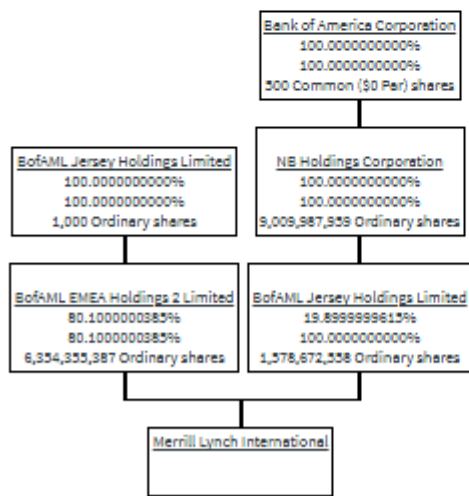 Bank of America Corporation
100.0000000000%
100.0000000000%
500 Common ($0 Par) shares
BofAML Jersey Holdings Limited
100.0000000000%
100.0000000000%
1,000 Ordinary shares
NB Holdings Corporation
100.0000000000%
100.0000000000%
9,009,987,959 Ordinary shares
BofAML EMEA Holdings 2 Limited
80.1000000385%
80.1000000385%
6,354,355,387 Ordinary shares
BofAML Jersey Holdings Limited
19.8999999615%
100.0000000000%
1,578,672,558 Ordinary shares
Merrill Lynch International